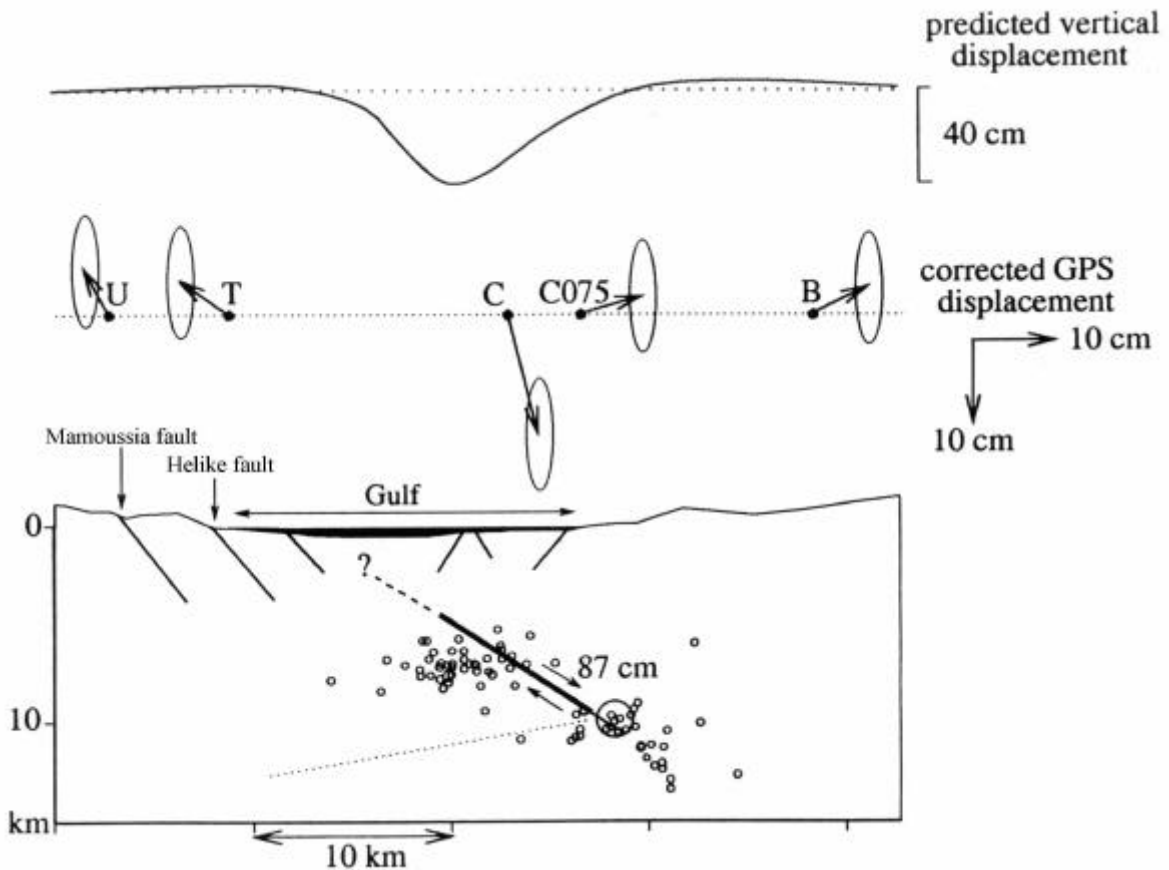 predicted vertical
displacement
40 cm
U
T
C
C075
B
corrected GPS
displacement
10 cm
10 cm
Mamoussia fault
Helike fault
Gulf
0
?
87 cm
10
km
10 km